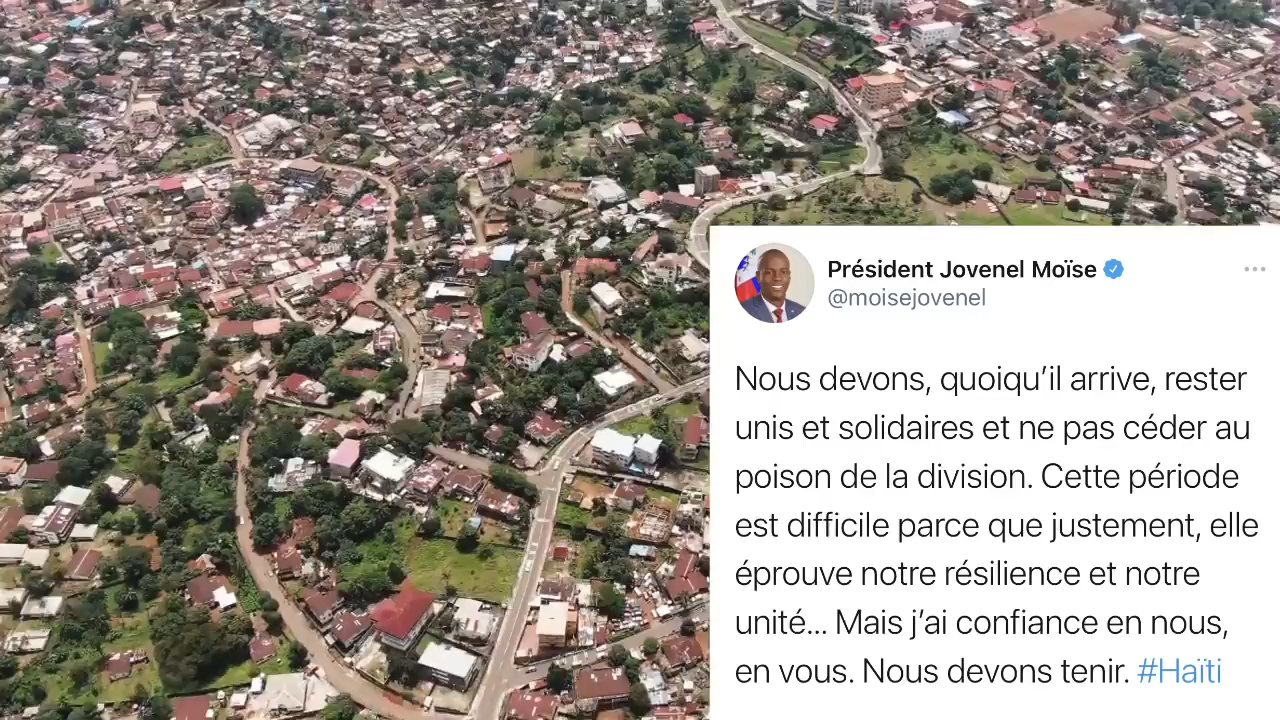 Président Jovenel Moïse
@moisejovenel
Nous devons, quoiqu’il arrive, rester
unis et solidaires et ne pas céder au
poison de la division. Cette période
est difficile parce que justement, elle
éprouve notre résilience et notre
unité... Mais j’ai confiance en nous,
en vous. Nous devons tenir. #Haïti